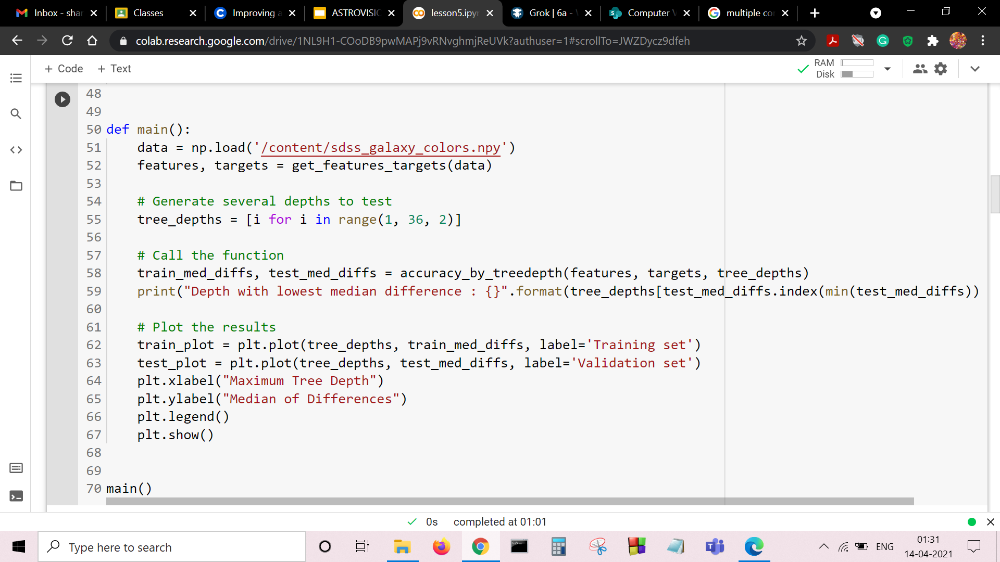 Inbox - shar
Classes
Improving a
ASTROVISIO
lesson5.ipyn
Grok | 6a -
Computer V
multiple co
colab.research.google.com/drive/1NL9H1-COoDB9pwMAPj9vRNvghmjReUVk?authuser=1#scrollTo=JWZDycz9dfeh
+ Code + Text
RAM
Disk
48
49
50 def main():
51 data = np.load('/content/sdss_galaxy_colors.npy')
52 features, targets = get_features_targets(data)
53
54 # Generate several depths to test
55 tree_depths = [i for i in range(1, 36, 2)]
56
57 # Call the function
58 train_med_diffs, test_med_diffs = accuracy_by_treedepth(features, targets, tree_depths)
59 print("Depth with lowest median difference : {}".format(tree_depths[test_med_diffs.index(min(test_med_diffs))
60
61 # Plot the results
62 train_plot = plt.plot(tree_depths, train_med_diffs, label='Training set')
63 test_plot = plt.plot(tree_depths, test_med_diffs, label='Validation set')
64 plt.xlabel("Maximum Tree Depth")
65 plt.ylabel("Median of Differences")
66 plt.legend()
67 plt.show()
68
69
70 main()
0s completed at 01:01
Type here to search
ENG
01:31
14-04-2021